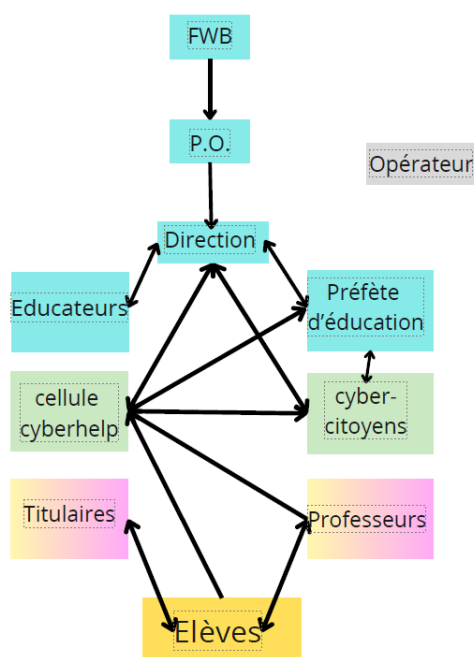 FWB
P.O.
Opérateur
Direction
Educateurs
Préfète
d'éducation
cellule
cyberhelp
cyber-
citoyens
Titulaires
Professeurs
Elèves